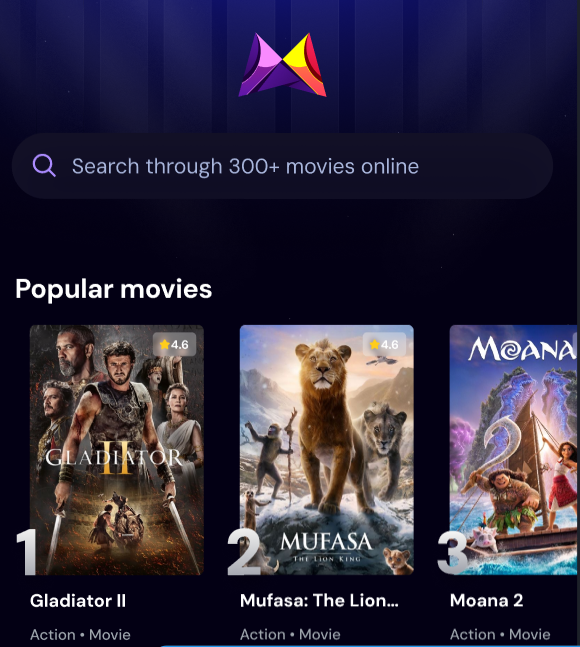 Search through 300+ movies online
Popular movies
4.6
4.6
MOANA
GLADIATOR
II
MUFASA
THE LION KING
1
2
3
Gladiator II
Mufasa: The Lion...
Moana 2
Action • Movie
Action • Movie
Action • Movie